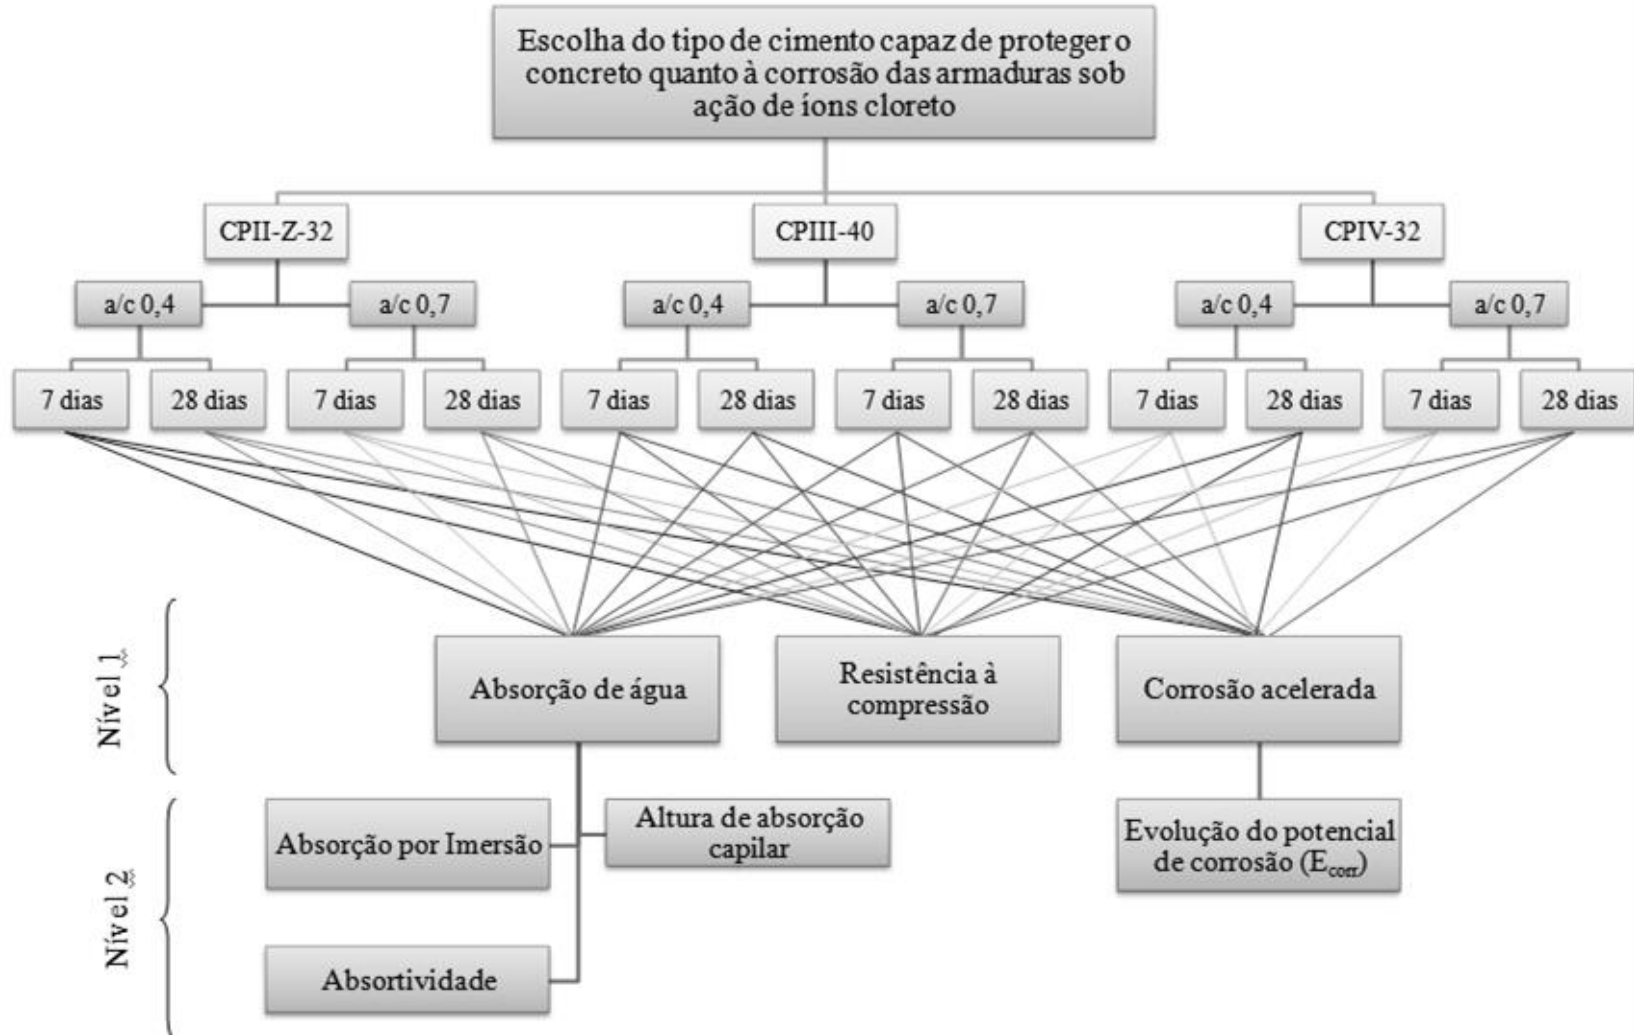 Escolha do tipo de cimento capaz de proteger o
concreto quanto à corrosão das armaduras sob
ação de íons cloreto
CPII-Z-32
CPIII-40
CPIV-32
a/c 0,4
a/c 0,7
a/c 0,4
a/c 0,7
a/c 0,4
a/c 0,7
7 dias
28 dias
7 dias
28 dias
7 dias
28 dias
7 dias
28 dias
7 dias
28 dias
7 dias
28 dias
Nível 1
Absorção de água
Resistência à
compressão
Corrosão acelerada
Nível 2
Absorção por Imersão
Altura de absorção
capilar
Evolução do potencial
de corrosão (Ecorr)
Absortividade